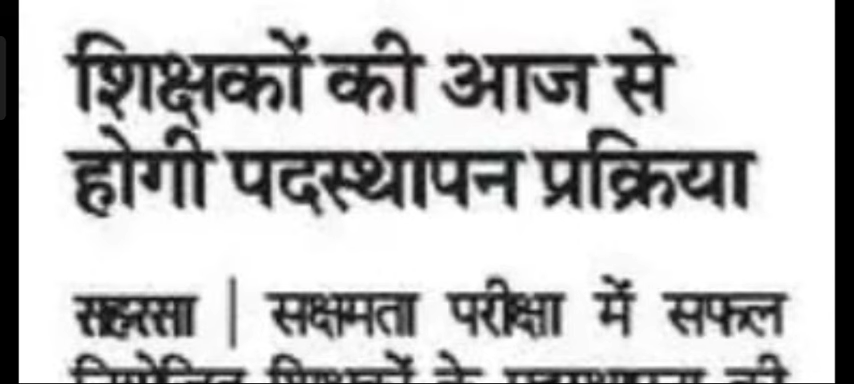 शिक्षकों की आज से
होगी पदस्थापन प्रक्रिया
सहरसा | सक्षमता परीक्षा में सफल